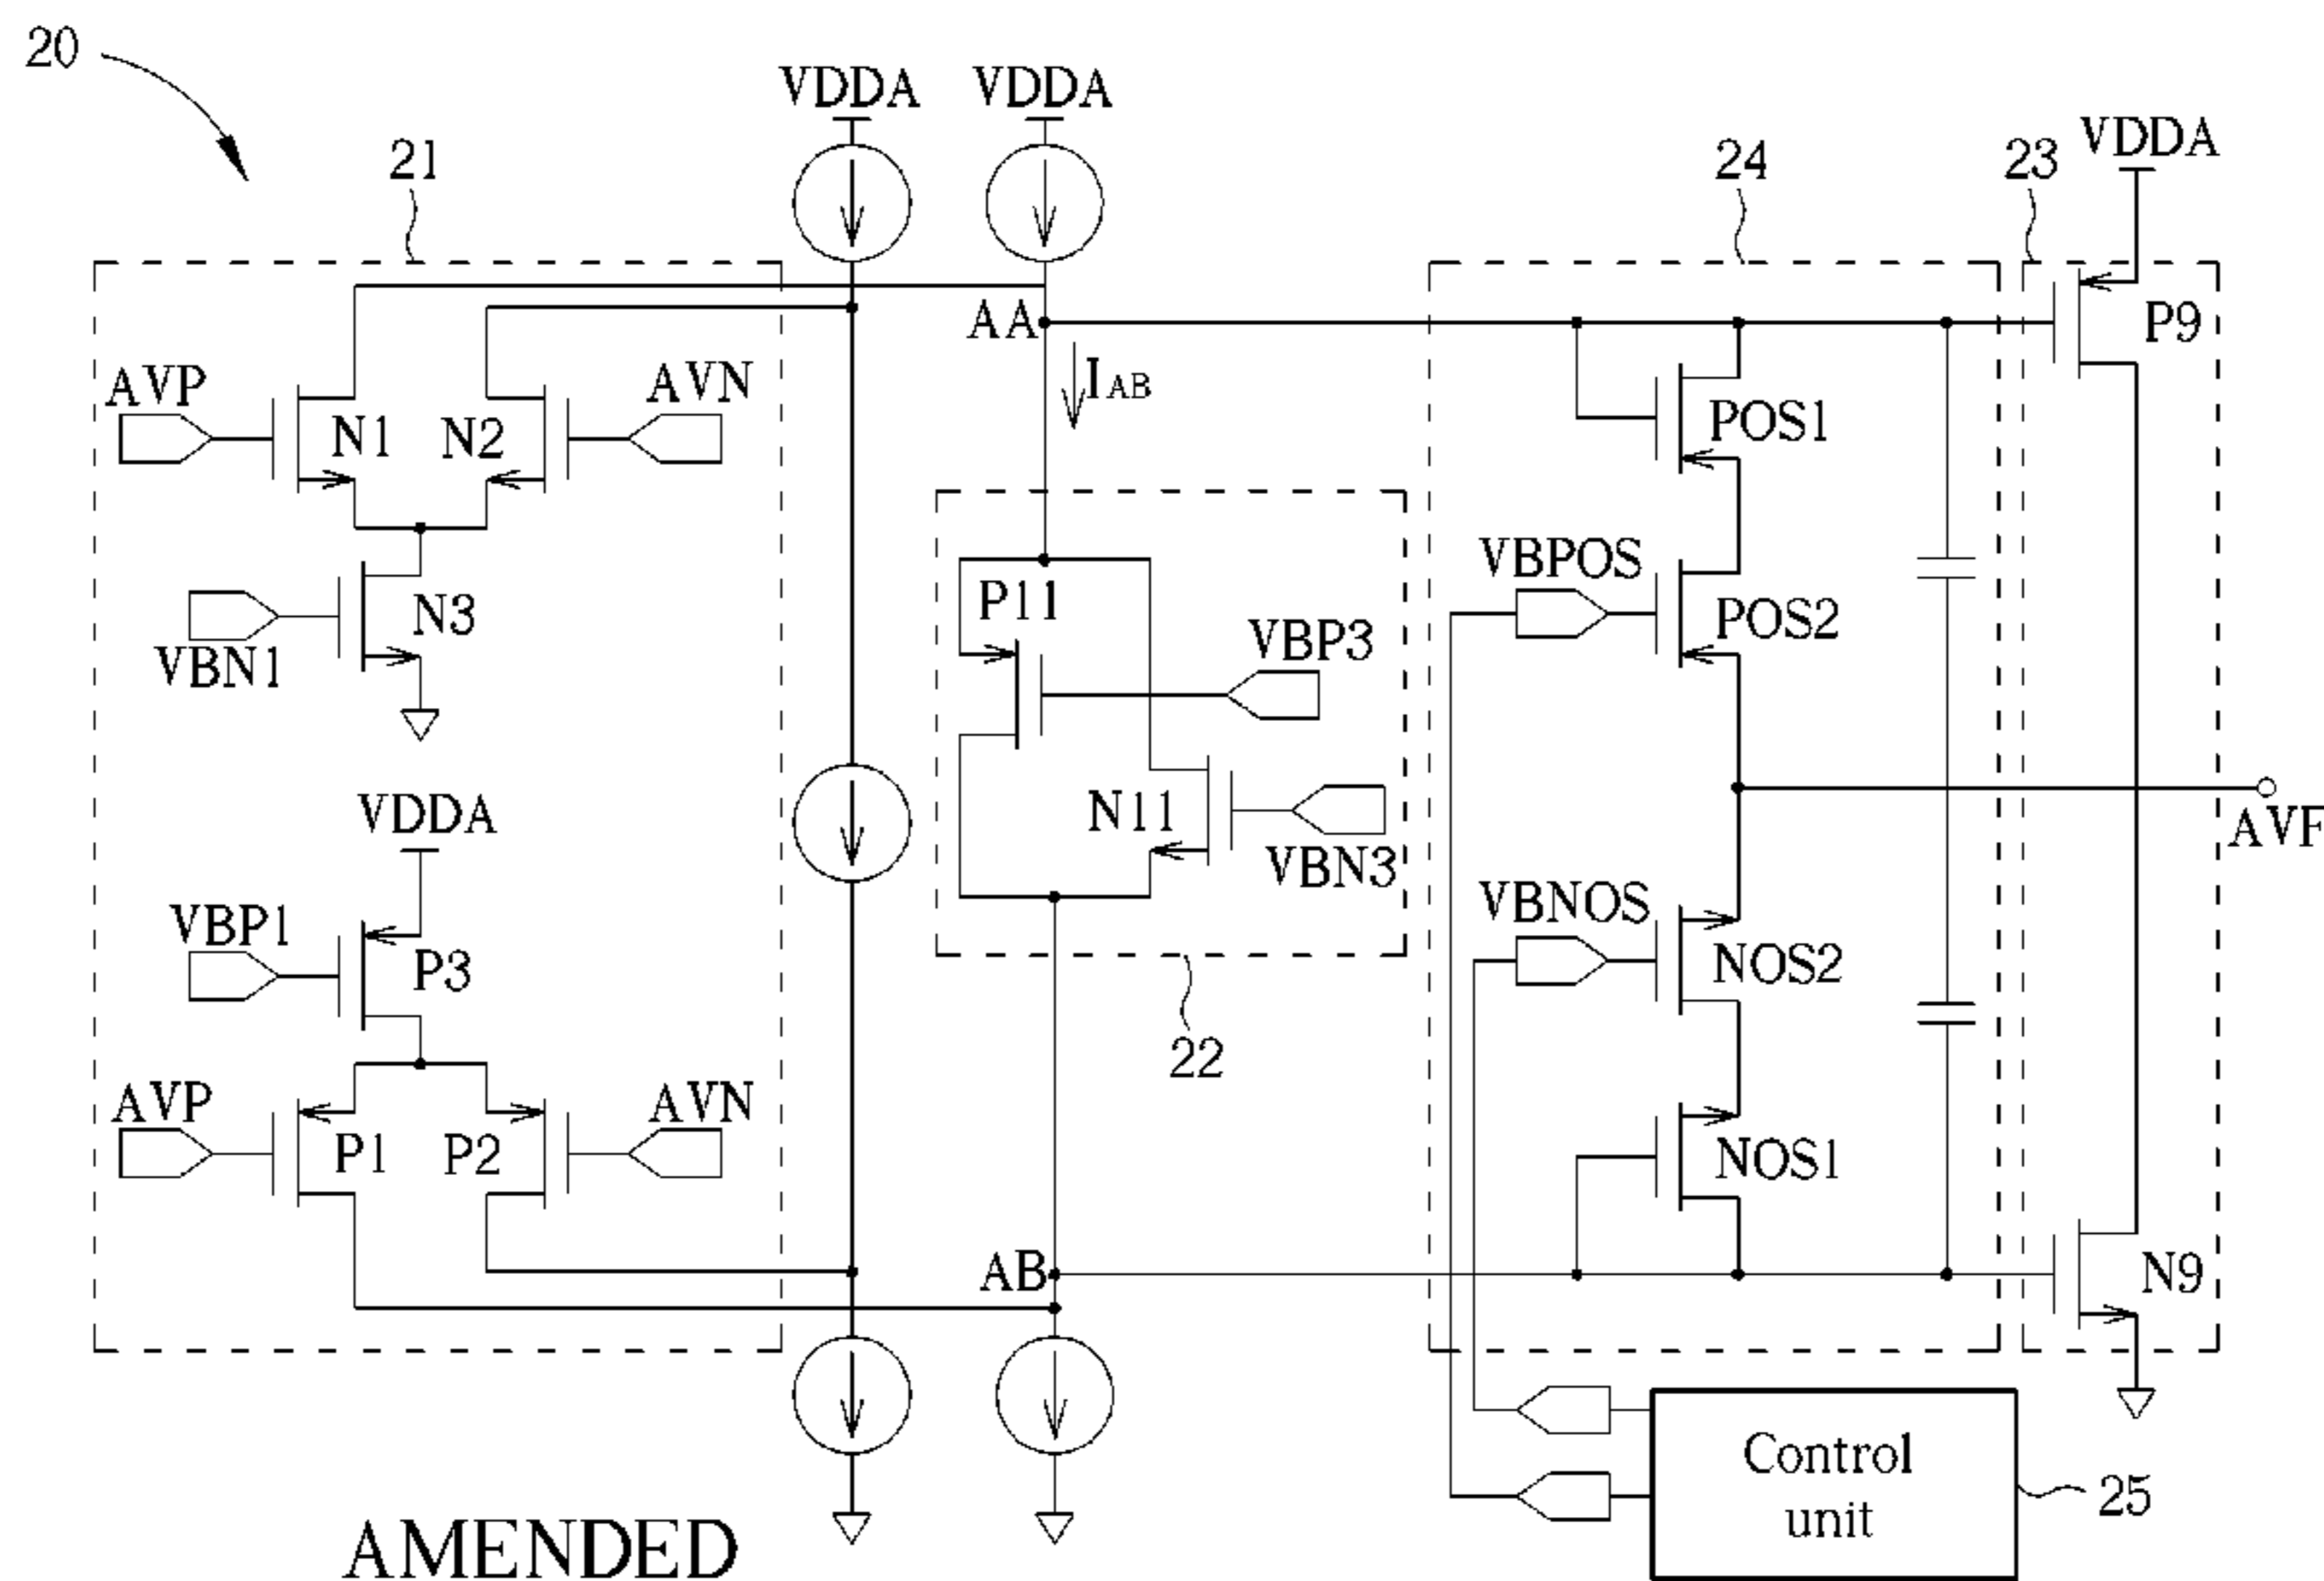 20
VDDA
VDDA
VDDA
21
24
23
AA
P9
AVP
AVN
I AB
N1
N2
POS1
VBPOS
P11
N3
POS2
VBP3
VBN1
VDDA
N11
AVF
VBN3
VBP1
VBNOS
P3
NOS2
22
AVP
AVN
P1
P2
NOS1
AB
N9
Control
unit
25
AMENDED